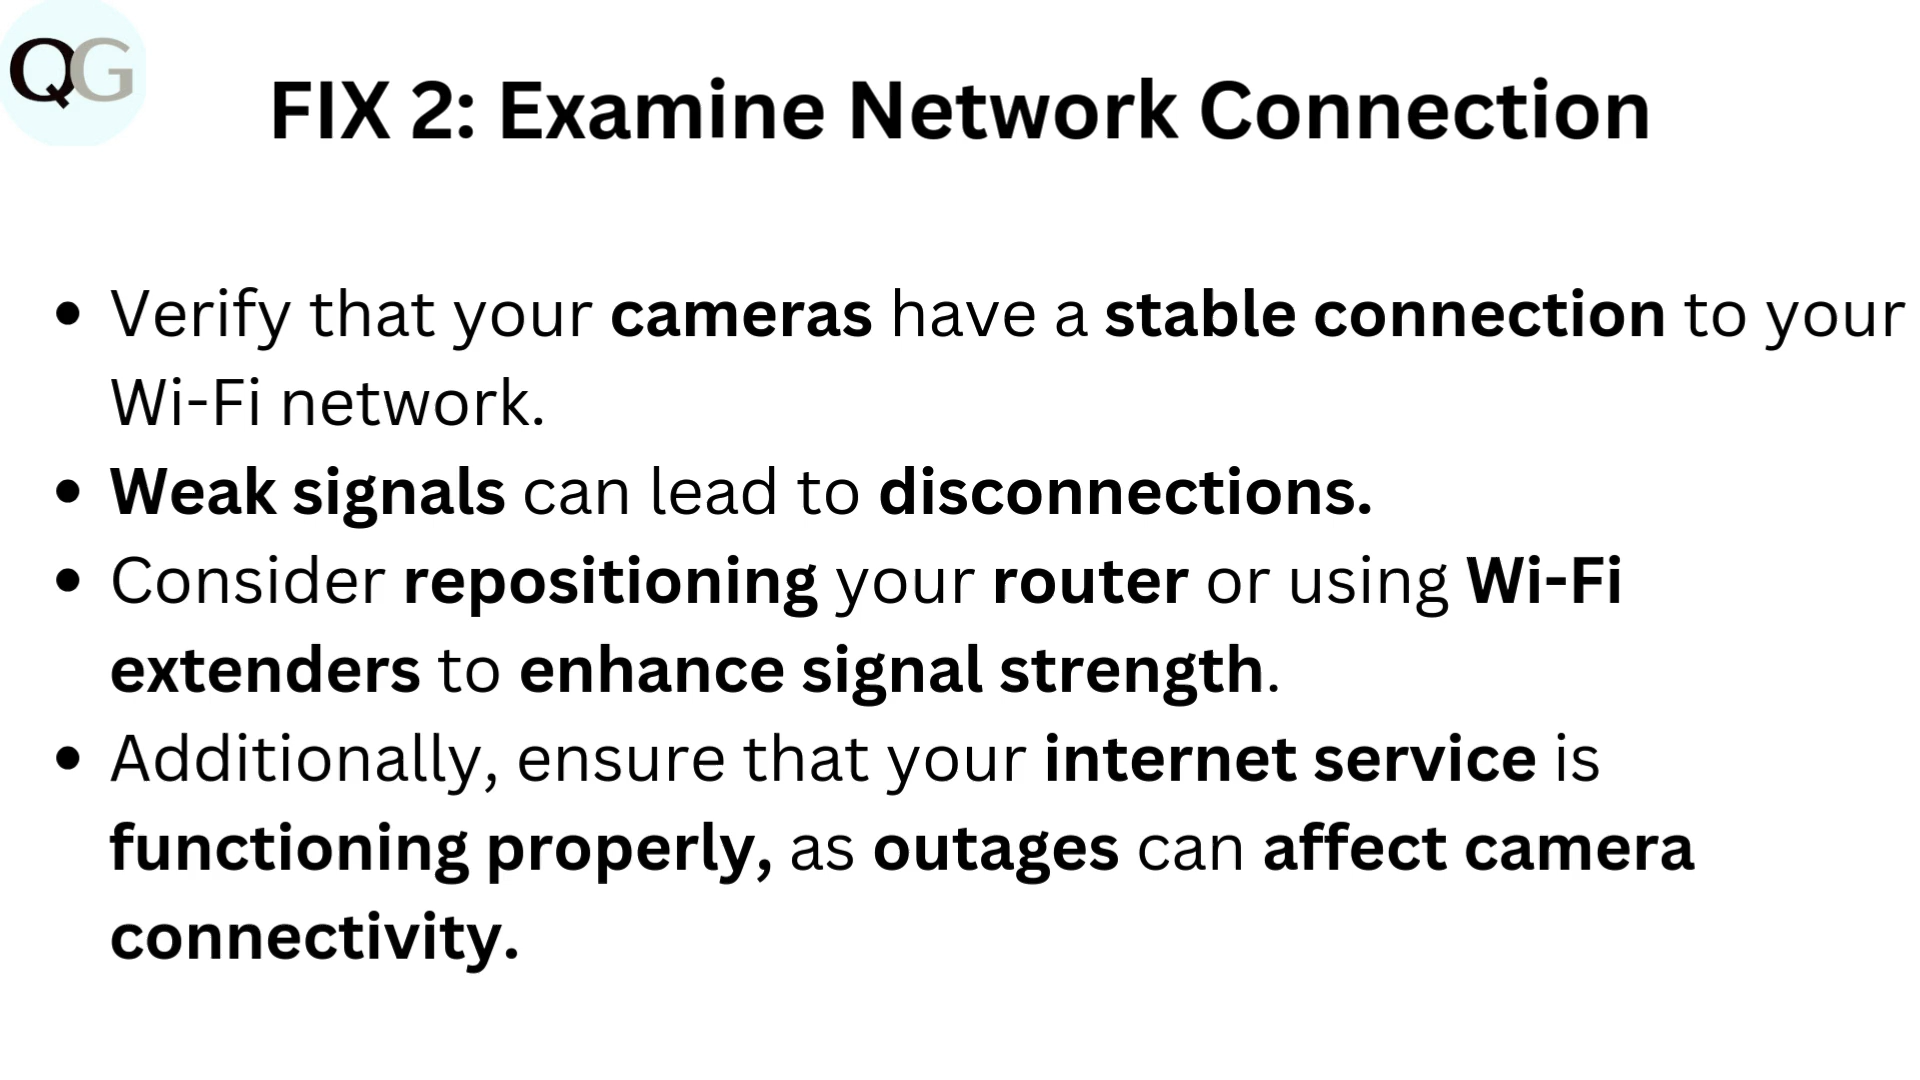 QG
FIX 2: Examine Network Connection
• Verify that your cameras have a stable connection to your
Wi-Fi network.
• Weak signals can lead to disconnections.
• Consider repositioning your router or using Wi-Fi
extenders to enhance signal strength.
• Additionally, ensure that your internet service is
functioning properly, as outages can affect camera
connectivity.